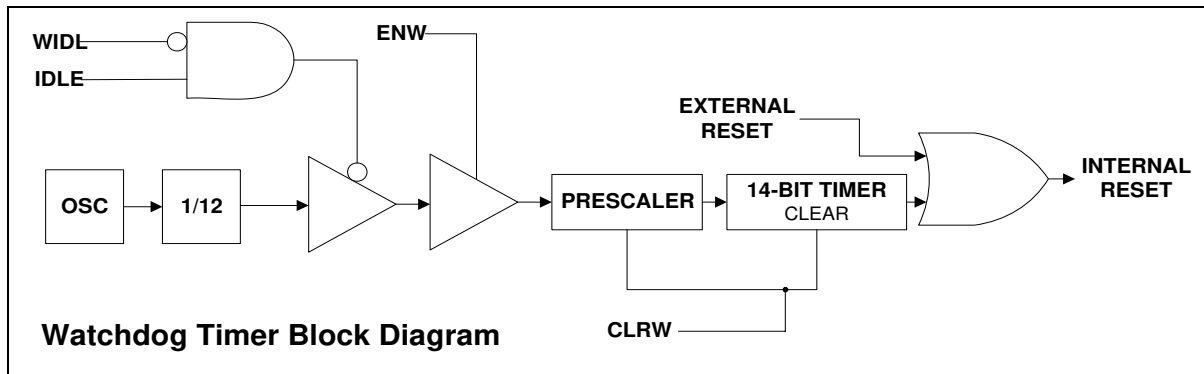 WIDL
IDLE
ENW
EXTERNAL
RESET
OSC
1/12
PRESCALER
14-BIT TIMER
CLEAR
INTERNAL
RESET
CLRW
Watchdog Timer Block Diagram